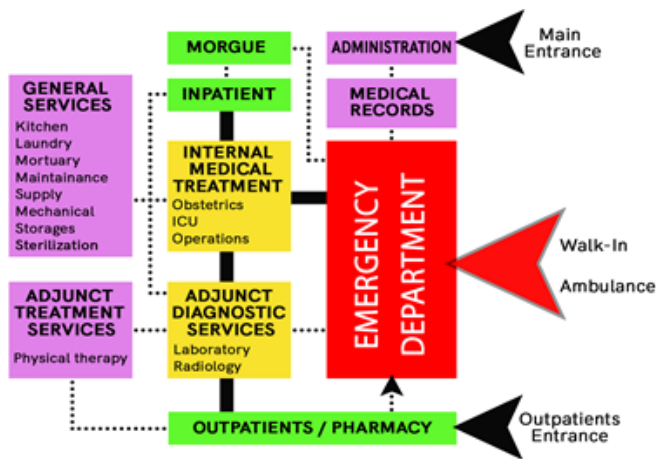 MORGUE
ADMINISTRATION
Main
Entrance
GENERAL
SERVICES
Kitchen
Laundry
Mortuary
Maintainance
Supply
Mechanical
Storages
Sterilization
INPATIENT
MEDICAL
RECORDS
INTERNAL
MEDICAL
TREATMENT
Obstetrics
ICU
Operations
EMERGENCY
DEPARTMENT
Walk-In
Ambulance
ADJUNCT
TREATMENT
SERVICES
Physical therapy
ADJUNCT
DIAGNOSTIC
SERVICES
Laboratory
Radiology
OUTPATIENTS / PHARMACY
Outpatients
Entrance